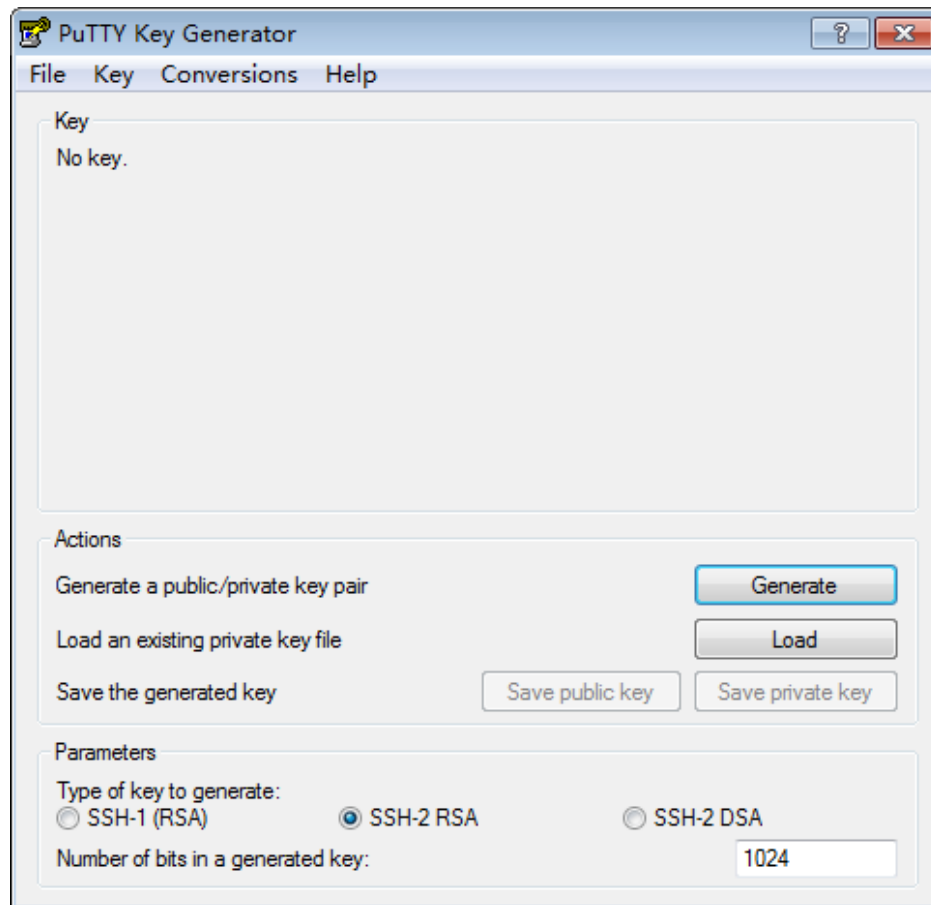 PuTTY Key Generator
File Key Conversions Help
Key
No key.
Actions
Generate a public/private key pair Generate
Load an existing private key file Load
Save the generated key Save public key Save private key
Parameters
Type of key to generate:
SSH-1 (RSA) SSH-2 RSA SSH-2 DSA
Number of bits in a generated key: 1024